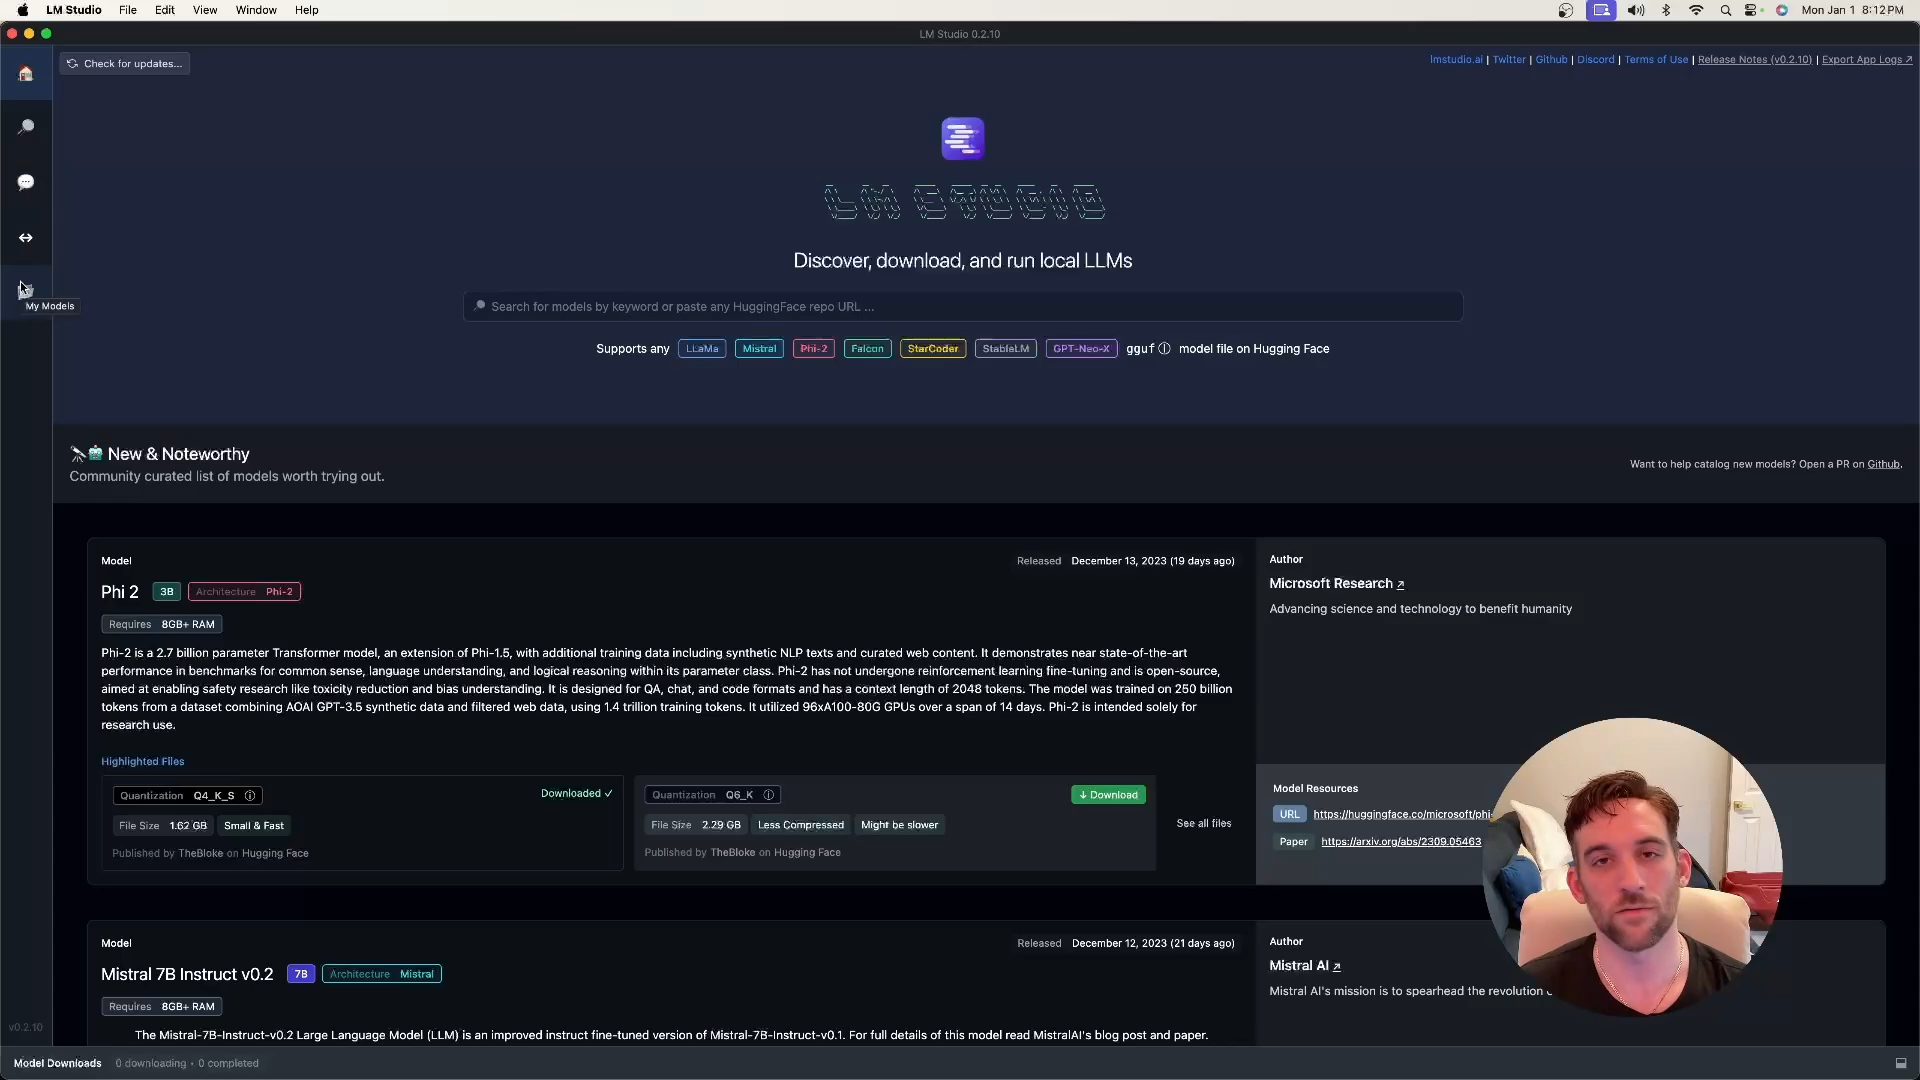 LM Studio File Edit View Window Help
Mon Jan 1 8:12 PM
LM Studio 0.2.10
Check for updates...
lmstudio.ai | Twitter | Github | Discord | Terms of Use | Release Notes (v0.2.10) | Export App Logs ↗
LM STUDIO
Discover, download, and run local LLMs
My Models
Search for models by keyword or paste any HuggingFace repo URL ...
Supports any LLaMa Mistral Phi-2 Falcon StarCoder StableLM GPT-Neo-X gguf ⓘ model file on Hugging Face
New & Noteworthy
Community curated list of models worth trying out.
Want to help catalog new models? Open a PR on Github.
Model
Released December 13, 2023 (19 days ago)
Phi 2 3B Architecture Phi-2
Requires 8GB+ RAM
Phi-2 is a 2.7 billion parameter Transformer model, an extension of Phi-1.5, with additional training data including synthetic NLP texts and curated web content. It demonstrates near state-of-the-art
performance in benchmarks for common sense, language understanding, and logical reasoning within its parameter class. Phi-2 has not undergone reinforcement learning fine-tuning and is open-source,
aimed at enabling safety research like toxicity reduction and bias understanding. It is designed for QA, chat, and code formats and has a context length of 2048 tokens. The model was trained on 250 billion
tokens from a dataset combining AOAI GPT-3.5 synthetic data and filtered web data, using 1.4 trillion training tokens. It utilized 96xA100-80G GPUs over a span of 14 days. Phi-2 is intended solely for
research use.
Highlighted Files
Quantization Q4_K_S ⓘ
Downloaded ✓
File Size 1.62 GB Small & Fast
Published by TheBloke on Hugging Face
Quantization Q6_K ⓘ
↓ Download
File Size 2.29 GB Less Compressed Might be slower
Published by TheBloke on Hugging Face
See all files
Author
Microsoft Research ↗
Advancing science and technology to benefit humanity
Model Resources
URL https://huggingface.co/microsoft/phi-
Paper https://arxiv.org/abs/2309.05463
Model
Released December 12, 2023 (21 days ago)
Mistral 7B Instruct v0.2 7B Architecture Mistral
Requires 8GB+ RAM
The Mistral-7B-Instruct-v0.2 Large Language Model (LLM) is an improved instruct fine-tuned version of Mistral-7B-Instruct-v0.1. For full details of this model read MistralAI's blog post and paper.
Author
Mistral AI ↗
Mistral AI's mission is to spearhead the revolution
v0.2.10
Model Downloads 0 downloading • 0 completed